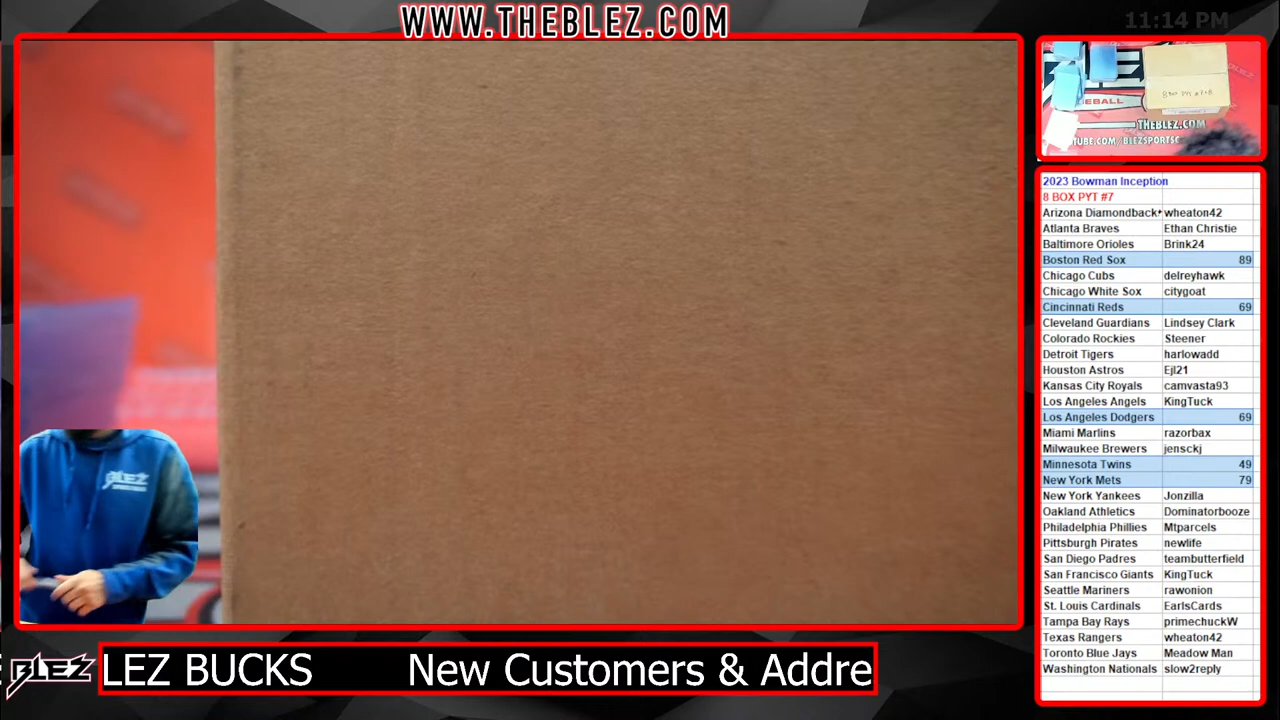 WWW.THEBLEZ.COM
11:14 PM
BLEZ
EBALL
THEBLEZ.COM
2023 Bowman Inception
8 BOX PYT #7
Arizona Diamondback wheaton42
Atlanta Braves Ethan Christie
Baltimore Orioles Brink24
Boston Red Sox 89
Chicago Cubs delreyhawk
Chicago White Sox citygoat
Cincinnati Reds 69
Cleveland Guardians Lindsey Clark
Colorado Rockies Steener
Detroit Tigers harlowadd
Houston Astros Ejl21
Kansas City Royals camvasta93
Los Angeles Angels KingTuck
Los Angeles Dodgers 69
Miami Marlins razorbax
Milwaukee Brewers jensckj
Minnesota Twins 49
New York Mets 79
New York Yankees Jonzilla
Oakland Athletics Dominatorbooze
Philadelphia Phillies Mtparcels
Pittsburgh Pirates newlife
San Diego Padres teambutterfield
San Francisco Giants KingTuck
Seattle Mariners rawonion
St. Louis Cardinals EarlsCards
Tampa Bay Rays primechuckW
Texas Rangers wheaton42
Toronto Blue Jays Meadow Man
Washington Nationals slow2reply
BLEZ
BLEZ
LEZ BUCKS New Customers & Addre